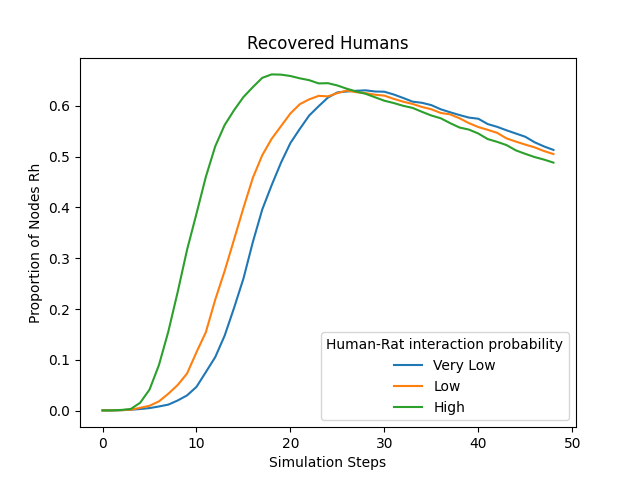 Recovered Humans
Proportion of Nodes Rh
0.6
0.5
0.4
0.3
0.2
0.1
0.0
0 10 20 30 40 50
Simulation Steps
Human-Rat interaction probability
Very Low
Low
High